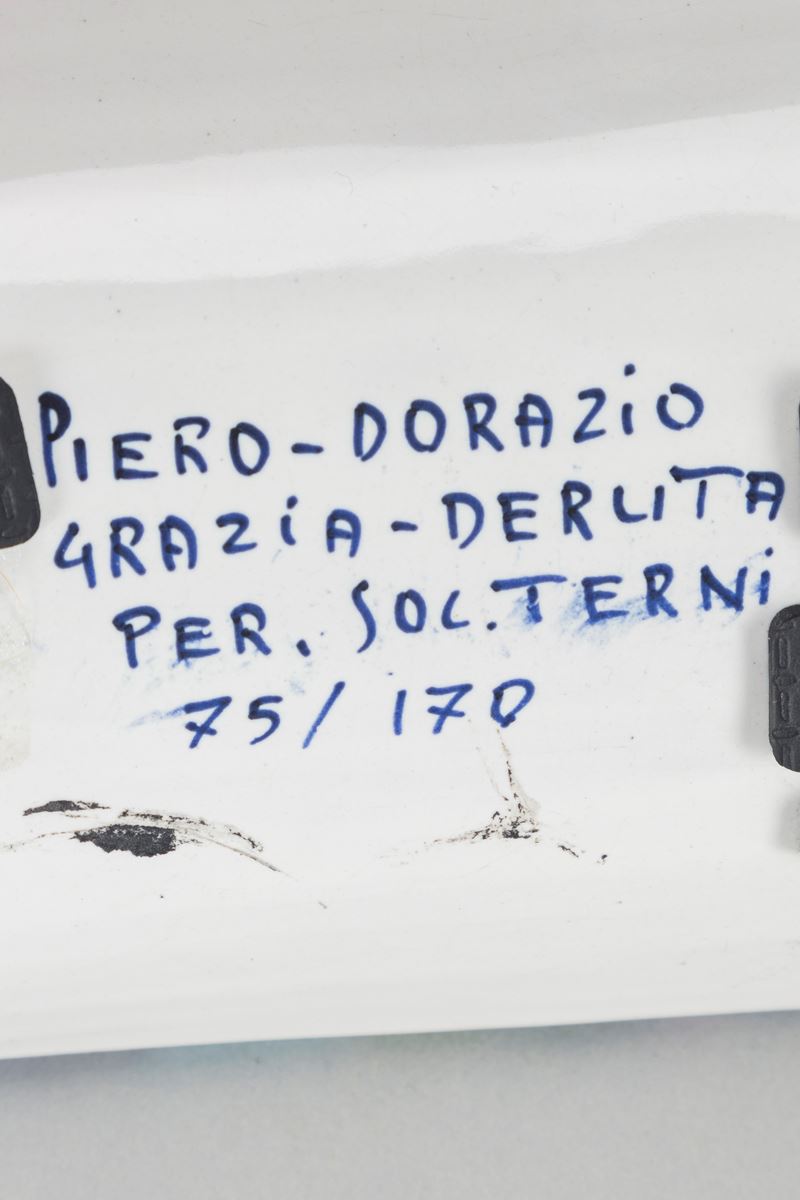 PIERO-DORAZiO
GRAZiA-DERUTA
PER. SOC.TERNi
75/170